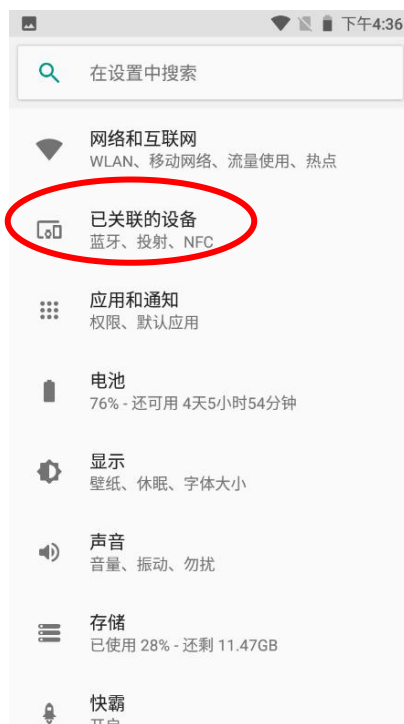 下午4:36
在设置中搜索
网络和互联网
WLAN、移动网络、流量使用、热点
已关联的设备
蓝牙、投射、NFC
应用和通知
权限、默认应用
电池
76% - 还可用 4天5小时54分钟
显示
壁纸、休眠、字体大小
声音
音量、振动、勿扰
存储
已使用 28% - 还剩 11.47GB
快霸